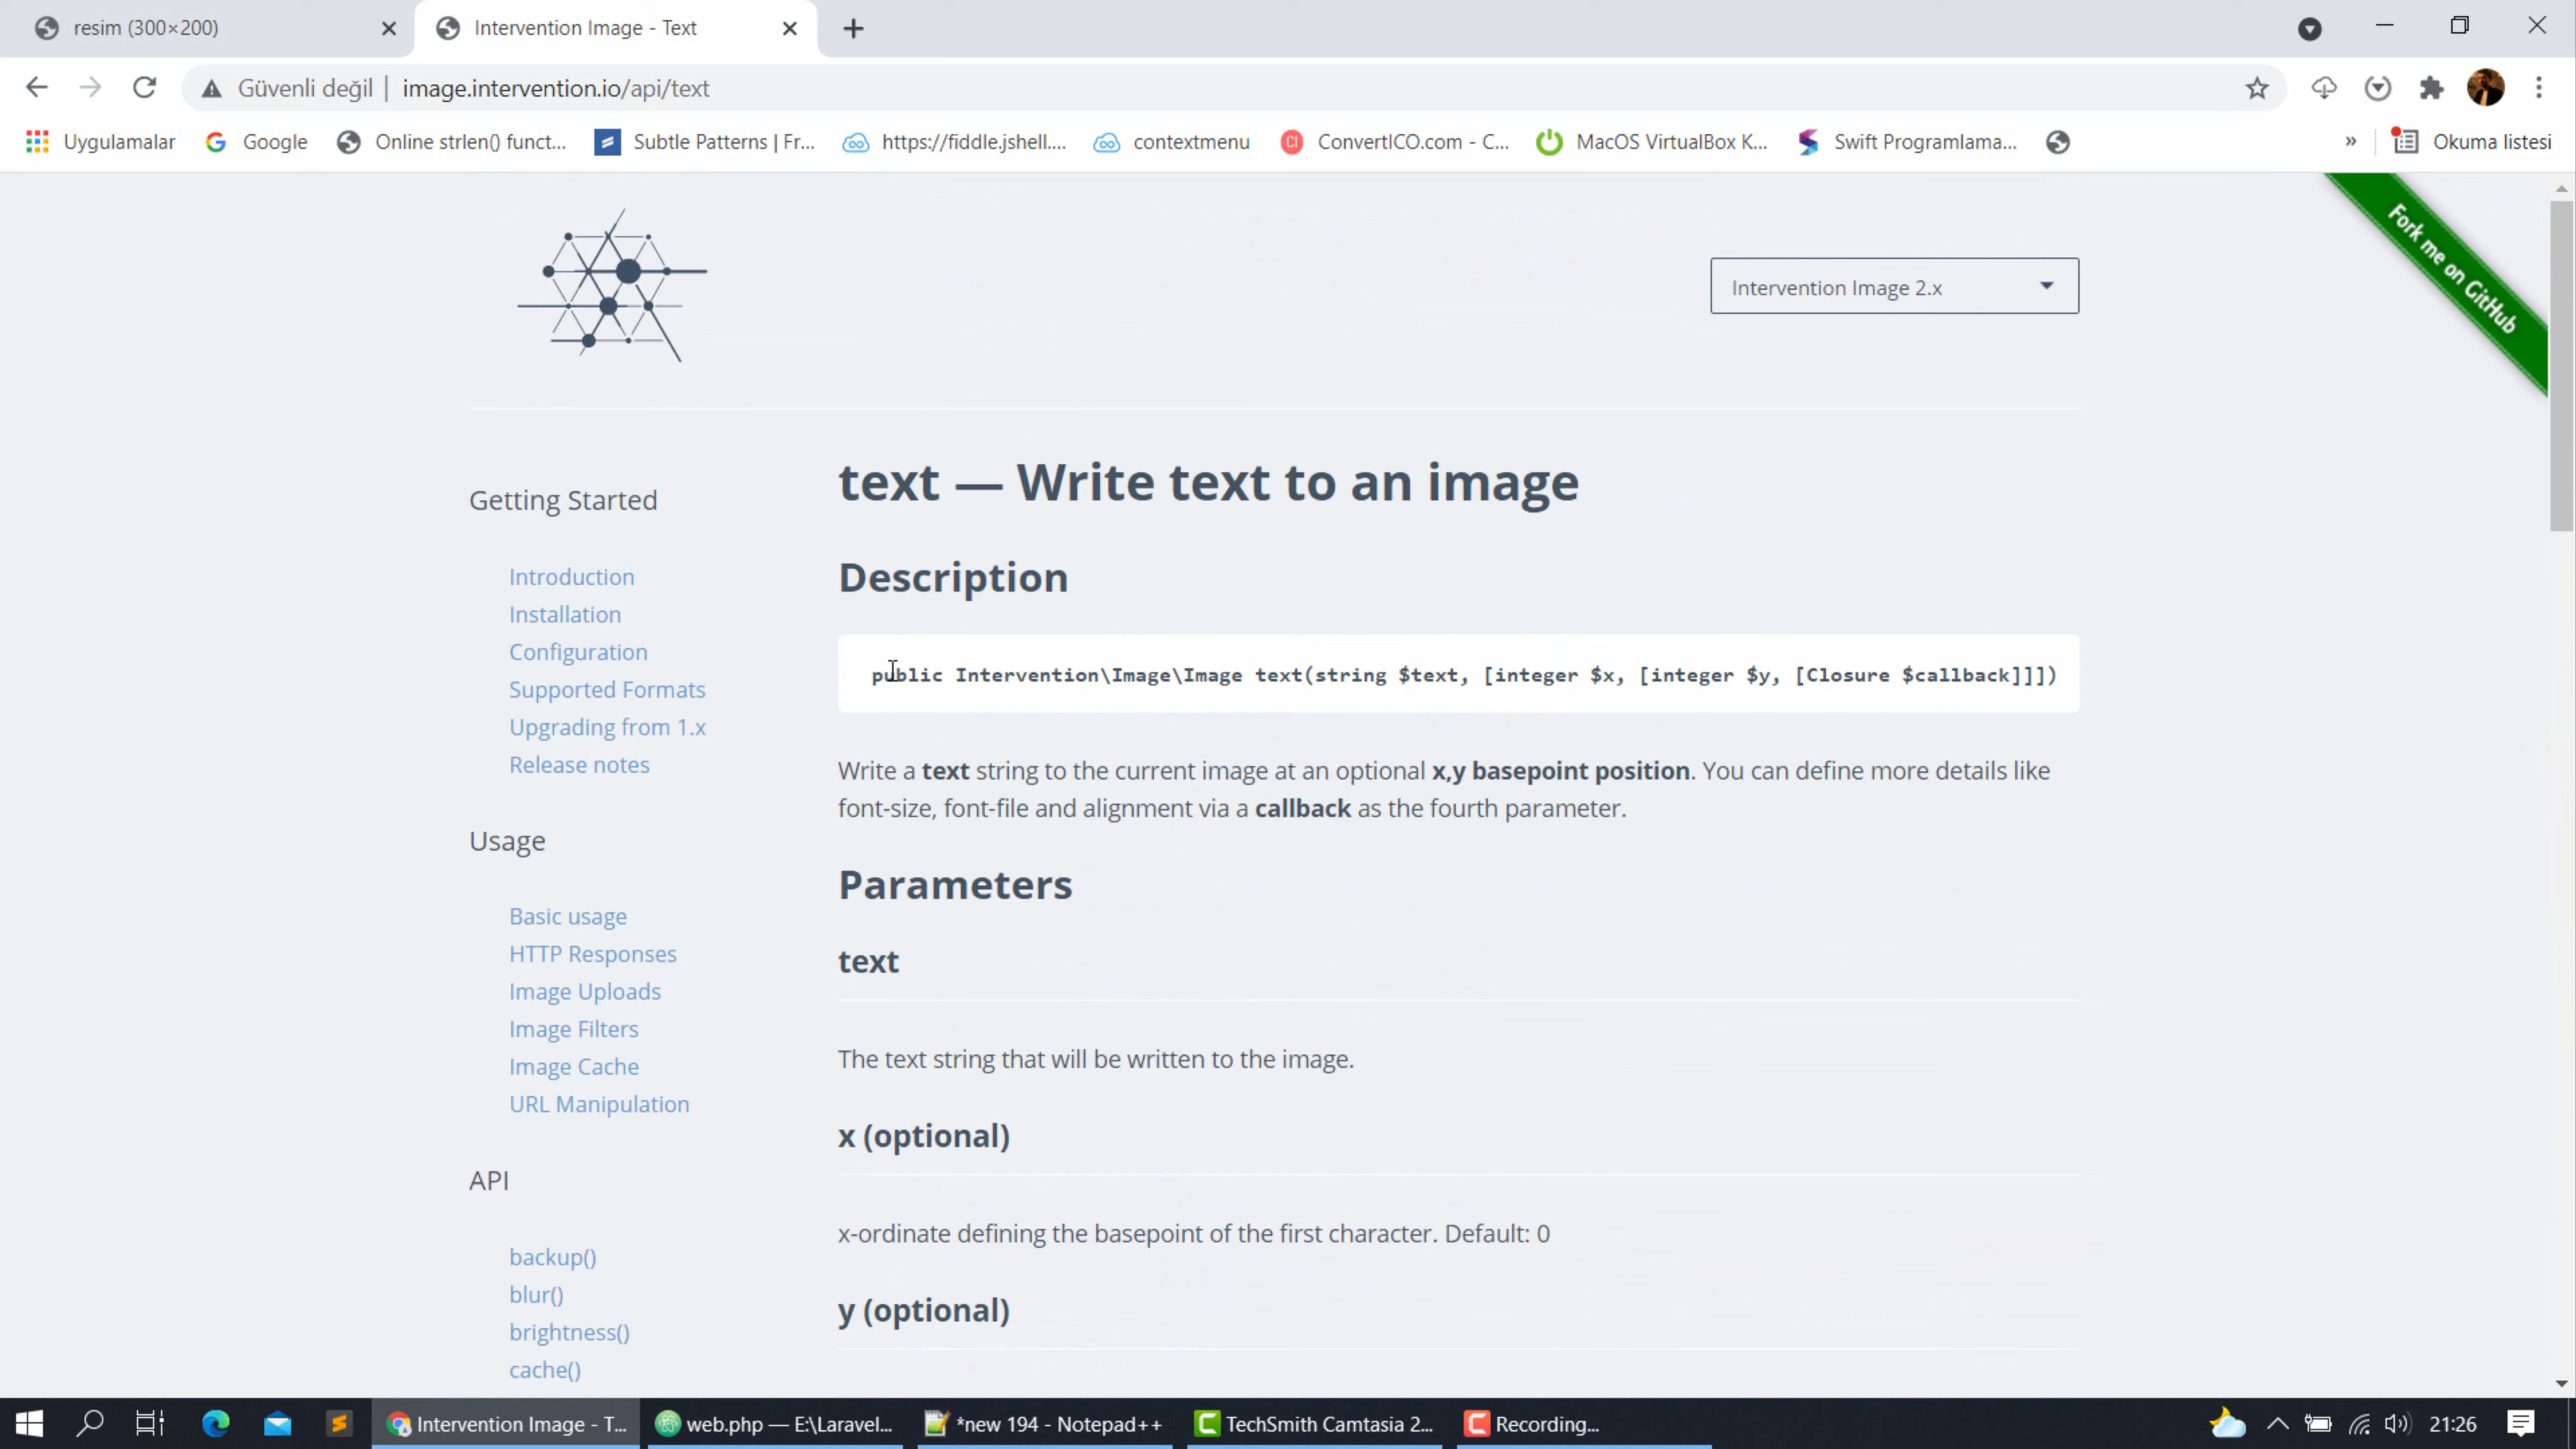 resim (300×200)
Intervention Image - Text
Güvenli değil | image.intervention.io/api/text
Uygulamalar
Google
Online strlen() funct...
Subtle Patterns | Fr...
https://fiddle.jshell....
contextmenu
CI
ConvertICO.com - C...
MacOS VirtualBox K...
Swift Programlama...
»
Okuma listesi
Fork me on GitHub
Intervention Image 2.x
text — Write text to an image
Getting Started
Introduction
Installation
Configuration
Supported Formats
Upgrading from 1.x
Release notes
Usage
Basic usage
HTTP Responses
Image Uploads
Image Filters
Image Cache
URL Manipulation
API
backup()
blur()
brightness()
cache()
Description
public Intervention\Image\Image text(string $text, [integer $x, [integer $y, [Closure $callback]]])
Write a text string to the current image at an optional x,y basepoint position. You can define more details like
font-size, font-file and alignment via a callback as the fourth parameter.
Parameters
text
The text string that will be written to the image.
x (optional)
x-ordinate defining the basepoint of the first character. Default: 0
y (optional)
Intervention Image - T...
web.php — E:\Laravel...
*new 194 - Notepad++
TechSmith Camtasia 2...
Recording...
21:26